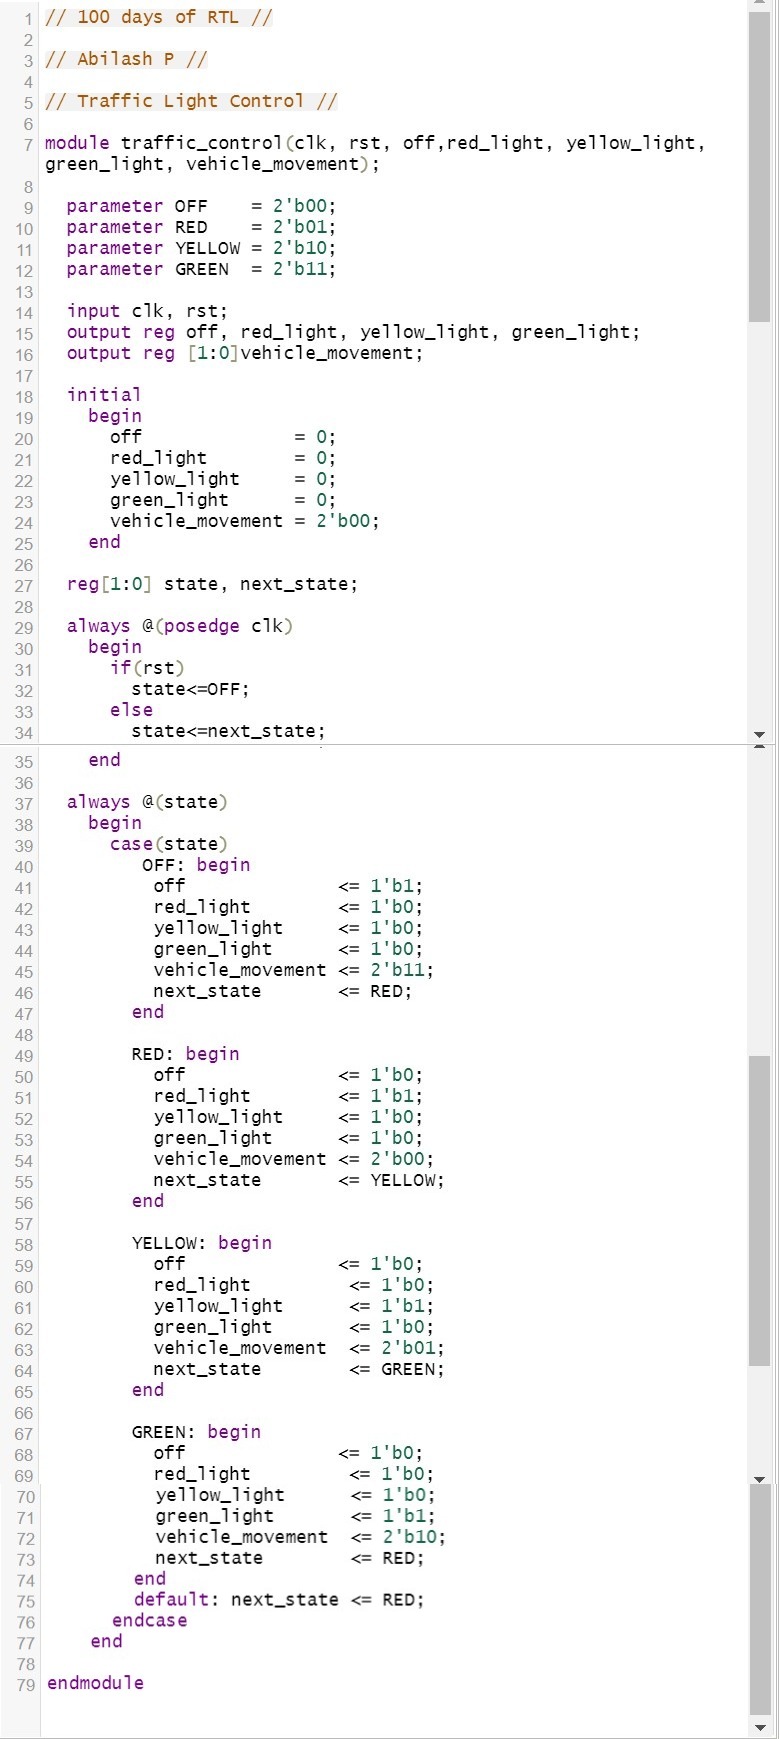 1 // 100 days of RTL //
2
3 // Abilash P //
4
5 // Traffic Light Control //
6
7 module traffic_control(clk, rst, off,red_light, yellow_light,
green_light, vehicle_movement);
8
9 parameter OFF    = 2'b00;
10 parameter RED    = 2'b01;
11 parameter YELLOW = 2'b10;
12 parameter GREEN  = 2'b11;
13
14 input clk, rst;
15 output reg off, red_light, yellow_light, green_light;
16 output reg [1:0]vehicle_movement;
17
18 initial
19 begin
20 off              = 0;
21 red_light        = 0;
22 yellow_light     = 0;
23 green_light      = 0;
24 vehicle_movement = 2'b00;
25 end
26
27 reg[1:0] state, next_state;
28
29 always @(posedge clk)
30 begin
31 if(rst)
32 state<=OFF;
33 else
34 state<=next_state;
35 end
36
37 always @(state)
38 begin
39 case(state)
40 OFF: begin
41 off              <= 1'b1;
42 red_light        <= 1'b0;
43 yellow_light     <= 1'b0;
44 green_light      <= 1'b0;
45 vehicle_movement <= 2'b11;
46 next_state       <= RED;
47 end
48
49 RED: begin
50 off              <= 1'b0;
51 red_light        <= 1'b1;
52 yellow_light     <= 1'b0;
53 green_light      <= 1'b0;
54 vehicle_movement <= 2'b00;
55 next_state       <= YELLOW;
56 end
57
58 YELLOW: begin
59 off              <= 1'b0;
60 red_light         <= 1'b0;
61 yellow_light      <= 1'b1;
62 green_light       <= 1'b0;
63 vehicle_movement  <= 2'b01;
64 next_state        <= GREEN;
65 end
66
67 GREEN: begin
68 off              <= 1'b0;
69 red_light         <= 1'b0;
70 yellow_light      <= 1'b0;
71 green_light       <= 1'b1;
72 vehicle_movement  <= 2'b10;
73 next_state        <= RED;
74 end
75 default: next_state <= RED;
76 endcase
77 end
78
79 endmodule